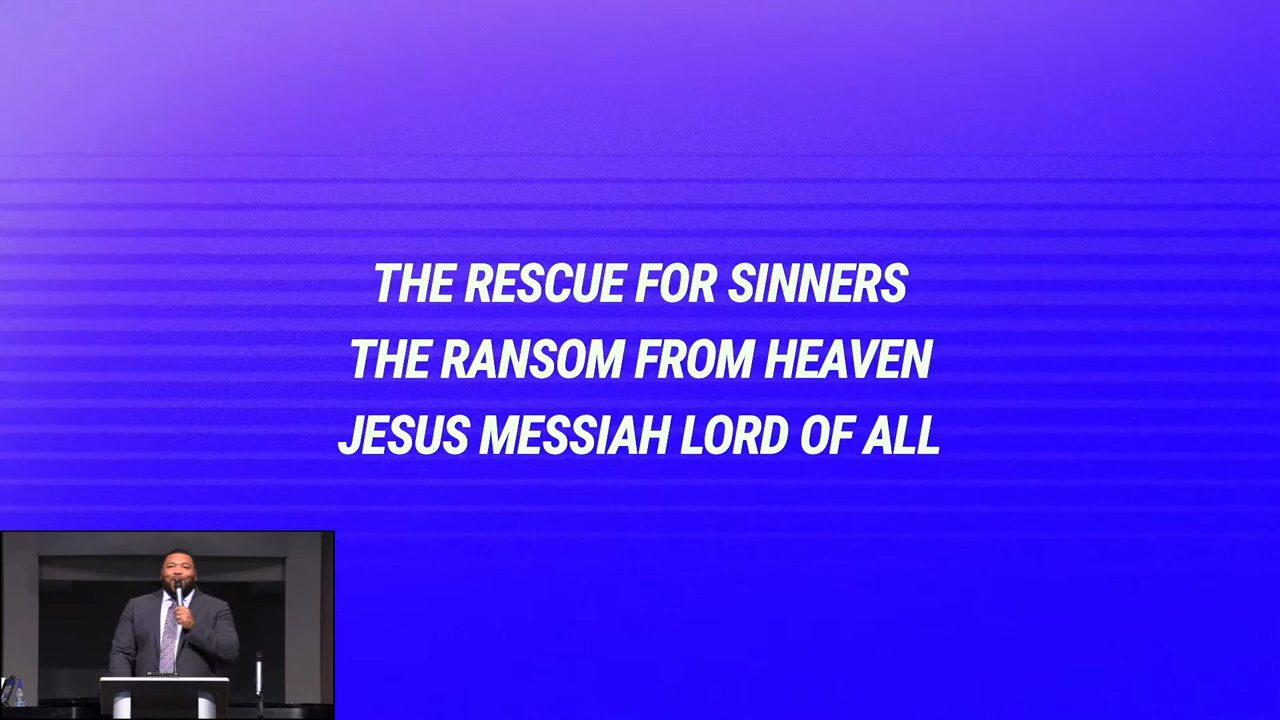 THE RESCUE FOR SINNERS
THE RANSOM FROM HEAVEN
JESUS MESSIAH LORD OF ALL